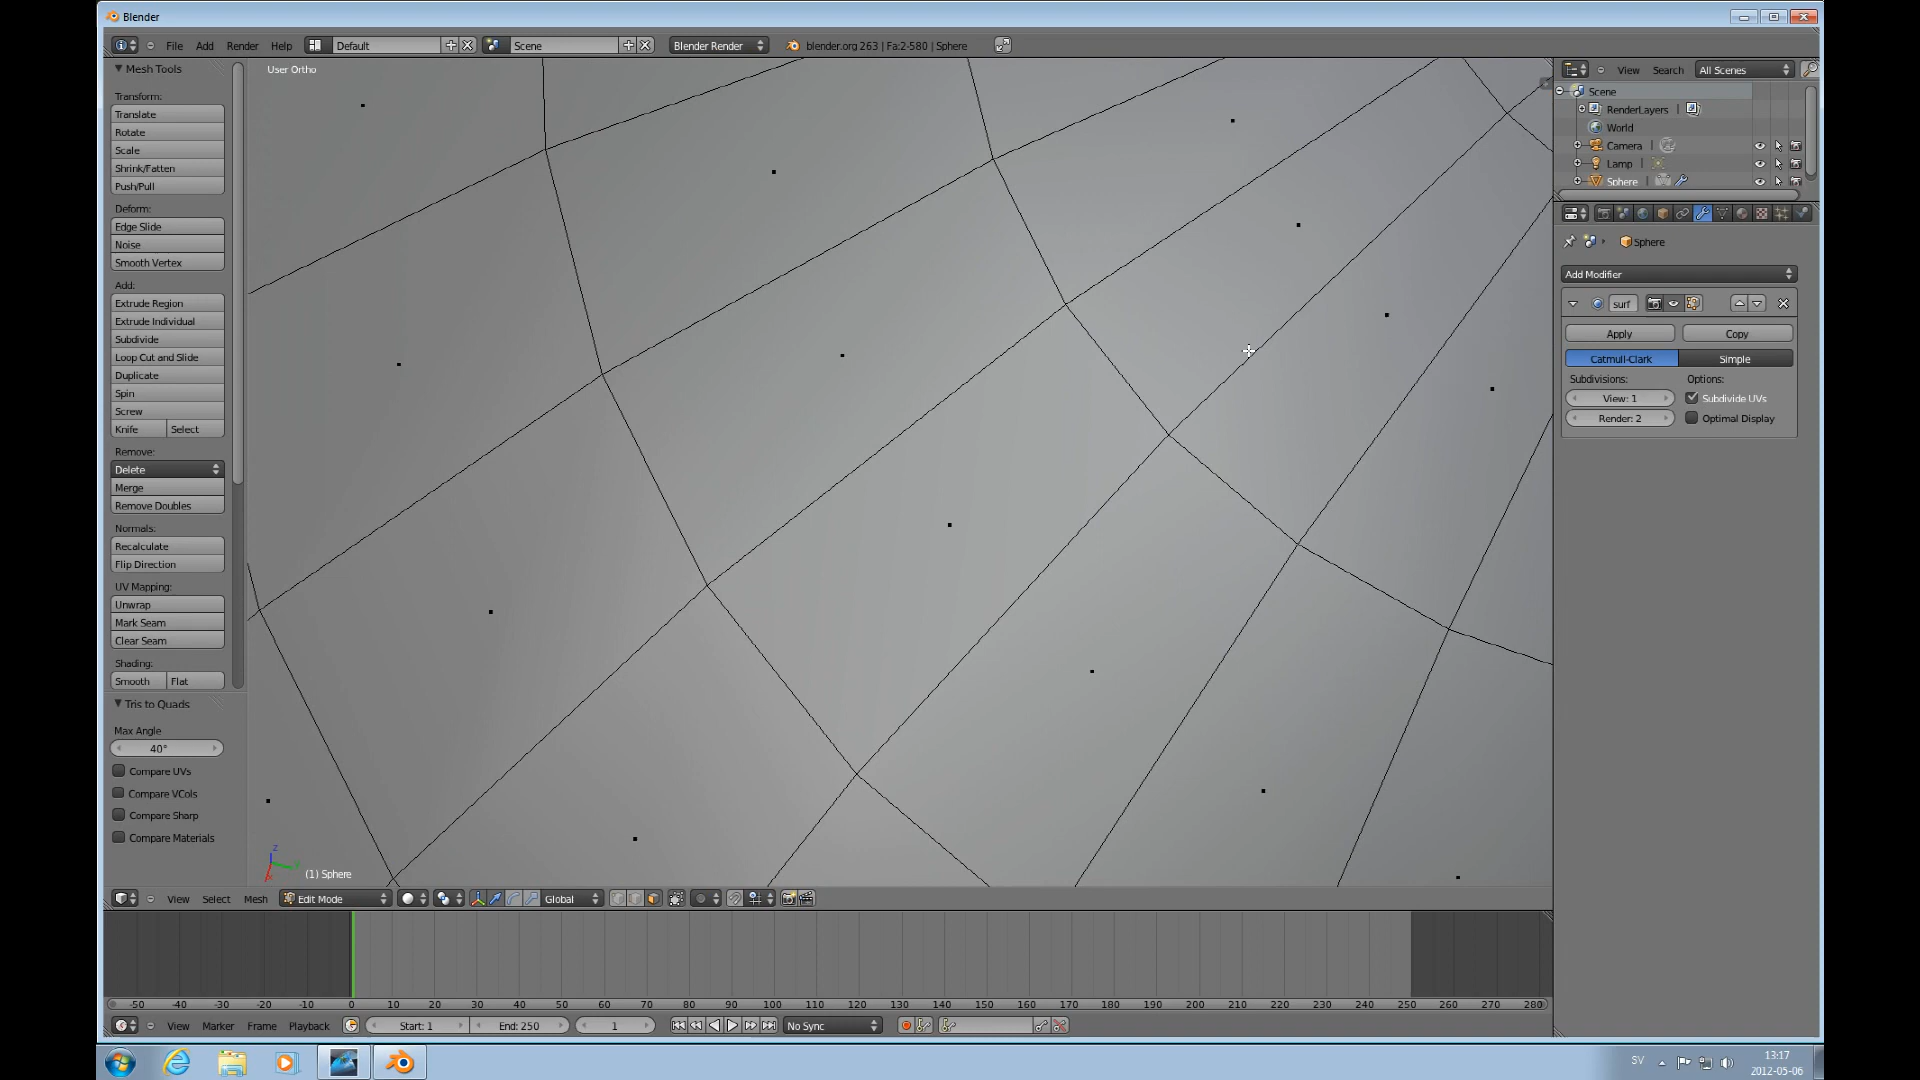 Blender
File Add Render Help Default Scene Blender Render blender.org 263 | Fa:2-580 | Sphere
Mesh Tools
Transform:
Translate
Rotate
Scale
Shrink/Fatten
Push/Pull
Deform:
Edge Slide
Noise
Smooth Vertex
Add:
Extrude Region
Extrude Individual
Subdivide
Loop Cut and Slide
Duplicate
Spin
Screw
Knife Select
Remove:
Delete
Merge
Remove Doubles
Normals:
Recalculate
Flip Direction
UV Mapping:
Unwrap
Mark Seam
Clear Seam
Shading:
Smooth Flat
Tris to Quads
Max Angle
40°
Compare UVs
Compare VCols
Compare Sharp
Compare Materials
User Ortho
(1) Sphere
View Select Mesh Edit Mode Global
View Search All Scenes
Scene
RenderLayers
World
Camera
Lamp
Sphere
Sphere
Add Modifier
surf
Apply Copy
Catmull-Clark Simple
Subdivisions: Options:
View: 1 Subdivide UVs
Render: 2 Optimal Display
-50 -40 -30 -20 -10 0 10 20 30 40 50 60 70 80 90 100 110 120 130 140 150 160 170 180 190 200 210 220 230 240 250 260 270 280
View Marker Frame Playback Start: 1 End: 250 1 No Sync
SV 13:17
2012-05-06